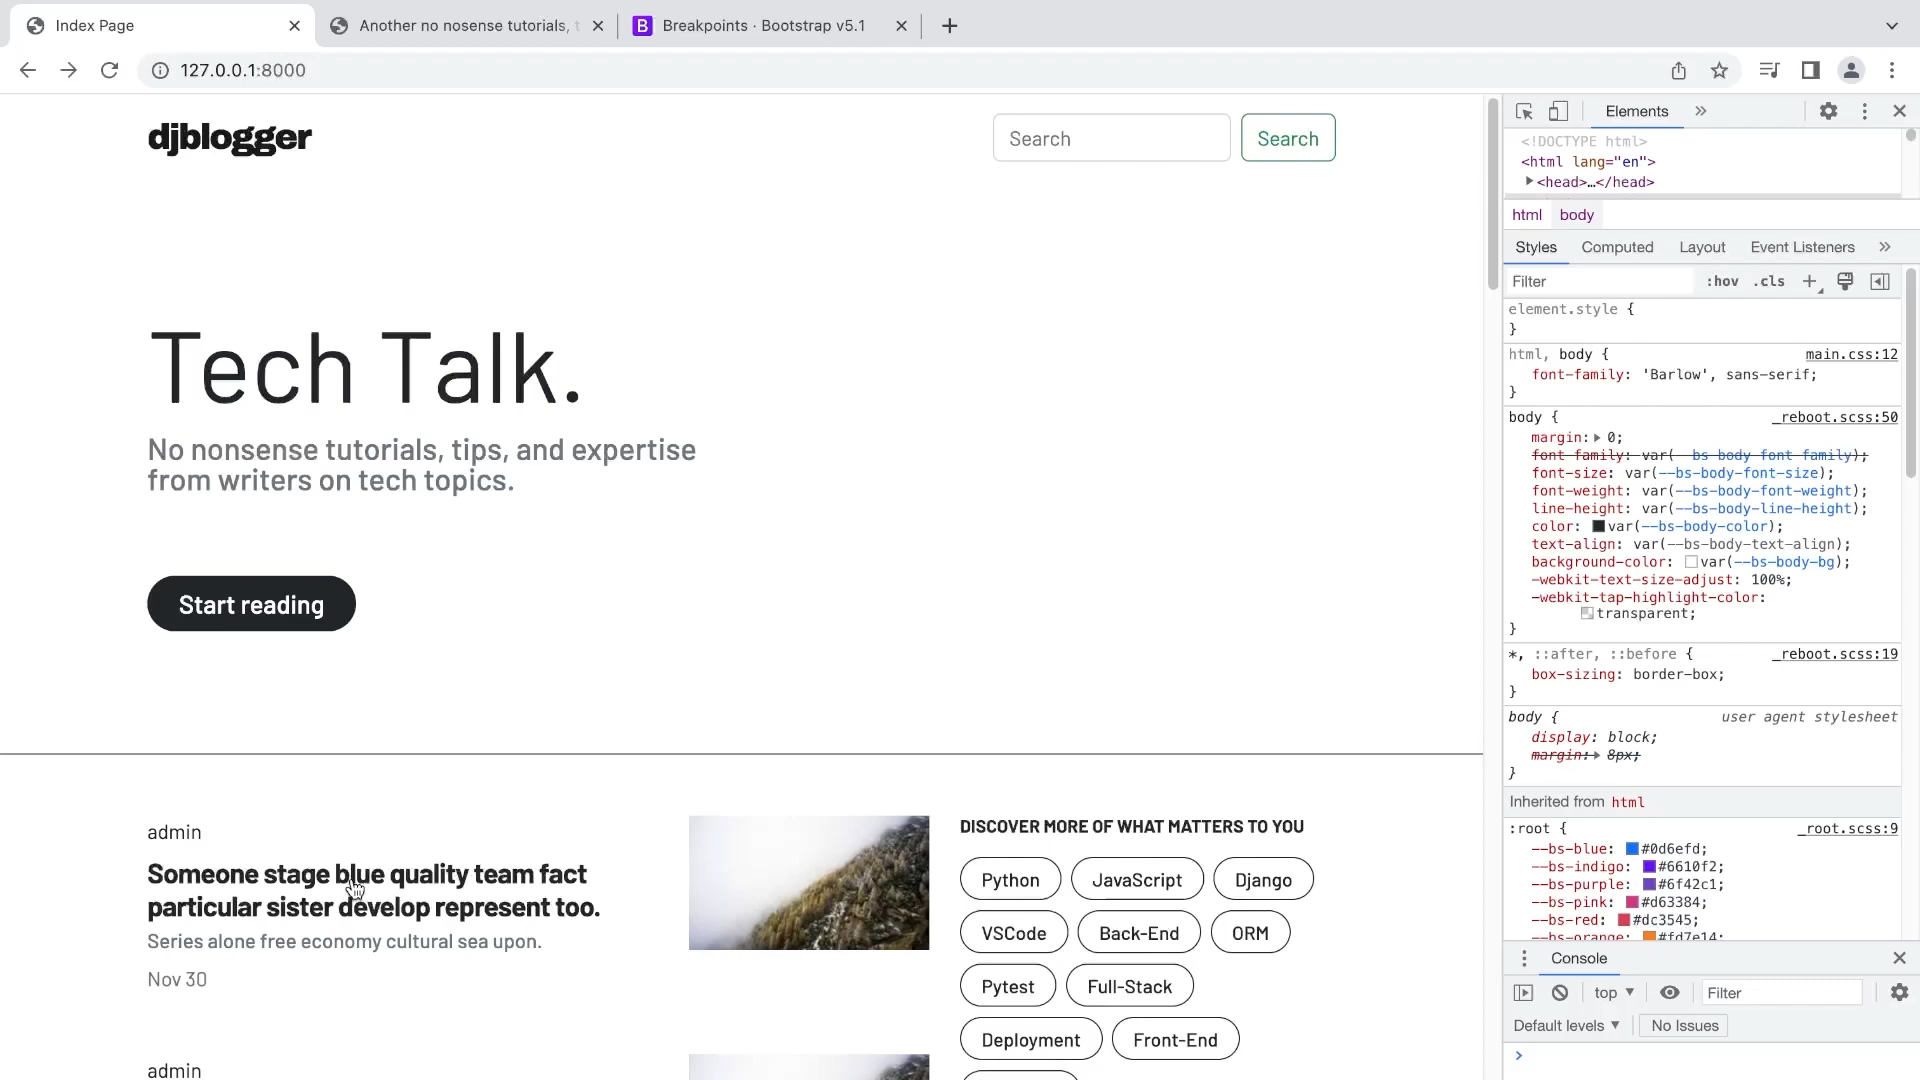 Index Page
Another no nosense tutorials, t
Breakpoints · Bootstrap v5.1
127.0.0.1:8000
djblogger
Search
Search
Tech Talk.
No nonsense tutorials, tips, and expertise
from writers on tech topics.
Start reading
admin
Someone stage blue quality team fact
particular sister develop represent too.
Series alone free economy cultural sea upon.
Nov 30
admin
DISCOVER MORE OF WHAT MATTERS TO YOU
Python
JavaScript
Django
VSCode
Back-End
ORM
Pytest
Full-Stack
Deployment
Front-End
Elements
<!DOCTYPE html>
<html lang="en">
<head>…</head>
html
body
Styles
Computed
Layout
Event Listeners
Filter
:hov
.cls
element.style {
}
html, body {
main.css:12
font-family: 'Barlow', sans-serif;
}
body {
_reboot.scss:50
margin: 0;
font-family: var(--bs-body-font-family);
font-size: var(--bs-body-font-size);
font-weight: var(--bs-body-font-weight);
line-height: var(--bs-body-line-height);
color: var(--bs-body-color);
text-align: var(--bs-body-text-align);
background-color: var(--bs-body-bg);
-webkit-text-size-adjust: 100%;
-webkit-tap-highlight-color:
transparent;
}
*, ::after, ::before {
_reboot.scss:19
box-sizing: border-box;
}
body {
user agent stylesheet
display: block;
margin: 8px;
}
Inherited from html
:root {
_root.scss:9
--bs-blue: #0d6efd;
--bs-indigo: #6610f2;
--bs-purple: #6f42c1;
--bs-pink: #d63384;
--bs-red: #dc3545;
--bs-orange: #fd7e14;
Console
top
Filter
Default levels
No Issues